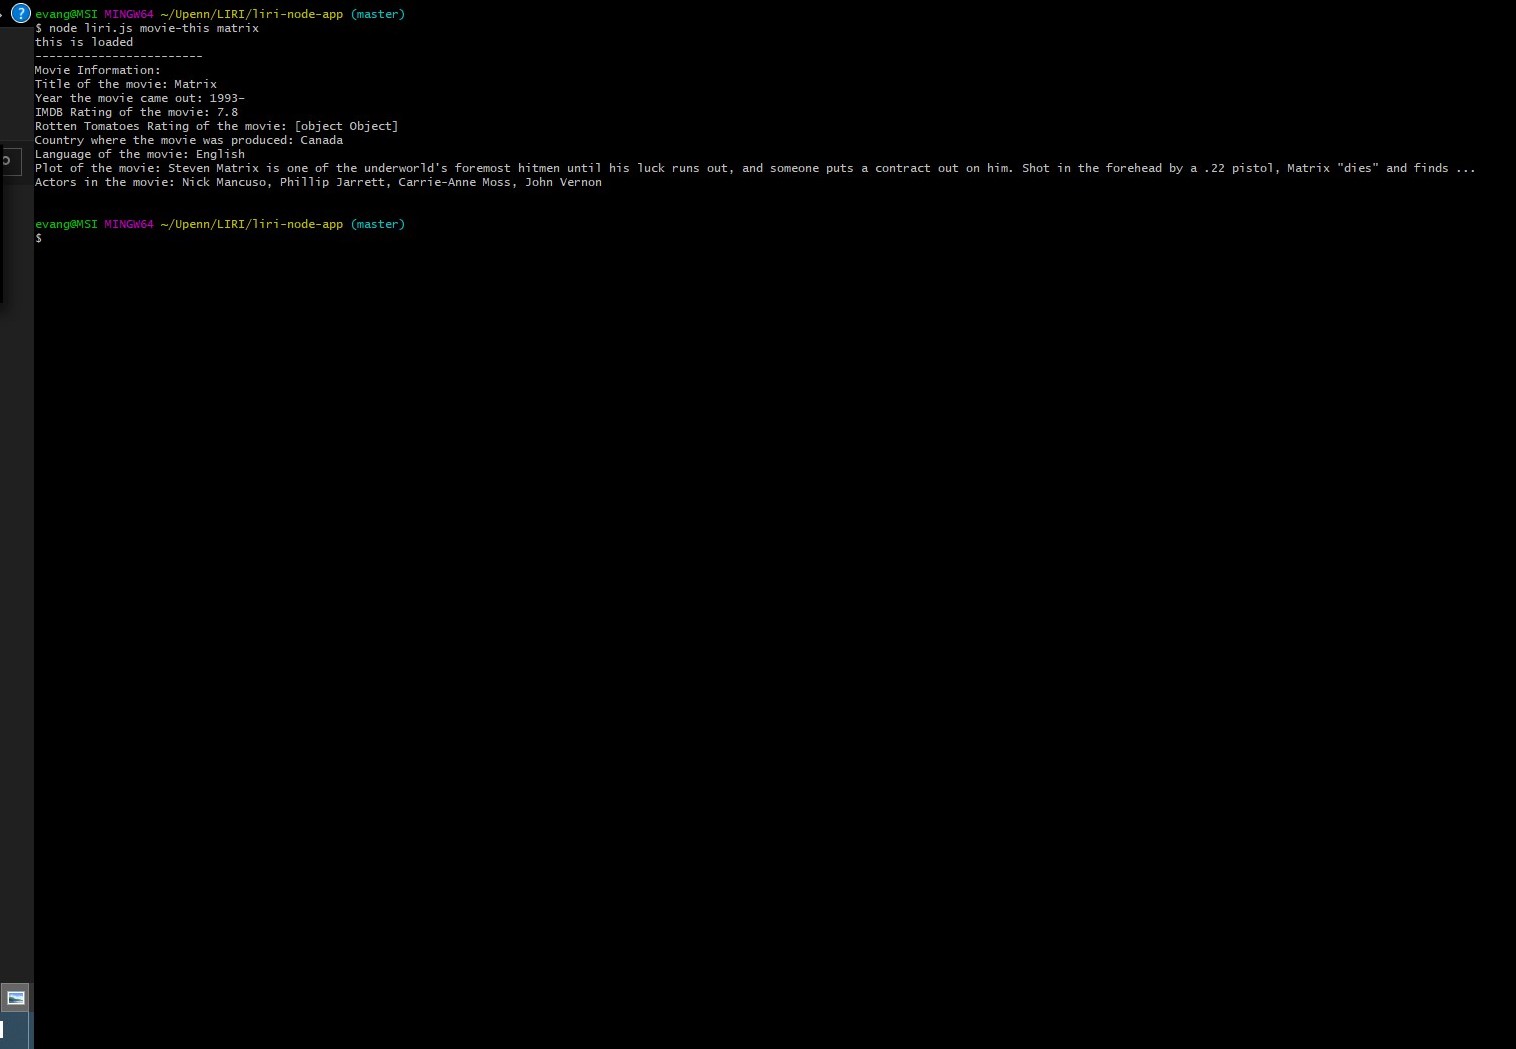 evang@MSI MINGW64 ~/Upenn/LIRI/liri-node-app (master)
$ node liri.js movie-this matrix
this is loaded
------------------------
Movie Information:
Title of the movie: Matrix
Year the movie came out: 1993–
IMDB Rating of the movie: 7.8
Rotten Tomatoes Rating of the movie: [object Object]
Country where the movie was produced: Canada
Language of the movie: English
Plot of the movie: Steven Matrix is one of the underworld's foremost hitmen until his luck runs out, and someone puts a contract out on him. Shot in the forehead by a .22 pistol, Matrix "dies" and finds ...
Actors in the movie: Nick Mancuso, Phillip Jarrett, Carrie-Anne Moss, John Vernon
evang@MSI MINGW64 ~/Upenn/LIRI/liri-node-app (master)
$